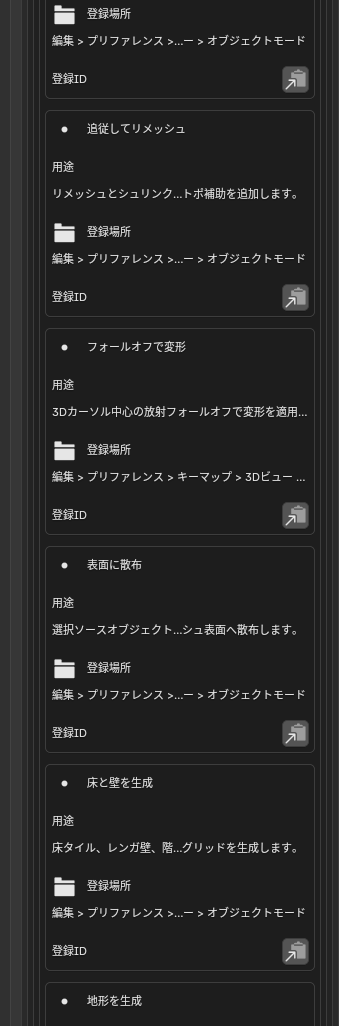 登録場所
編集 > プリファレンス >...ー > オブジェクトモード
登録ID
追従してリメッシュ
用途
リメッシュとシュリンク...トポ補助を追加します。
登録場所
編集 > プリファレンス >...ー > オブジェクトモード
登録ID
フォールオフで変形
用途
3Dカーソル中心の放射フォールオフで変形を適用...
登録場所
編集 > プリファレンス > キーマップ > 3Dビュー ...
登録ID
表面に散布
用途
選択ソースオブジェクト...シュ表面へ散布します。
登録場所
編集 > プリファレンス >...ー > オブジェクトモード
登録ID
床と壁を生成
用途
床タイル、レンガ壁、階...グリッドを生成します。
登録場所
編集 > プリファレンス >...ー > オブジェクトモード
登録ID
地形を生成